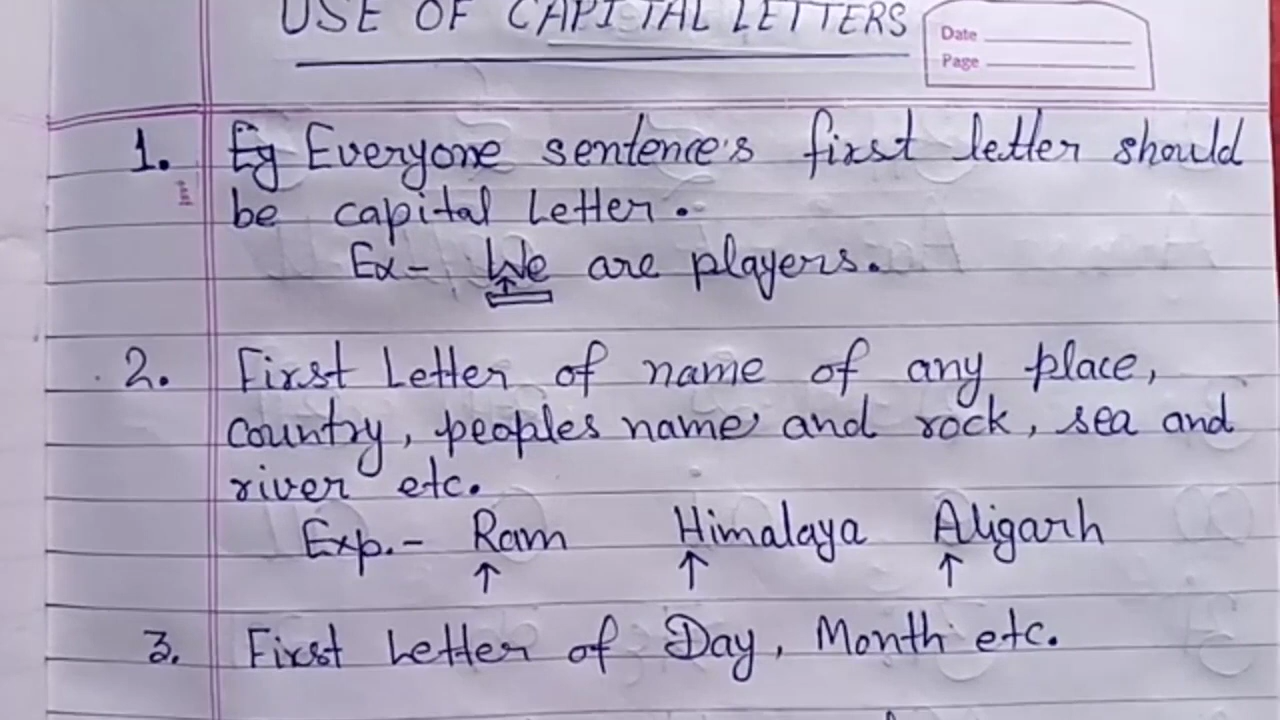 USE OF CAPITAL LETTERS
Date
Page
1. Eg Everyone sentence's first letter should
be capital Letter.
Ex- We are players.
2. First Letter of name of any place,
country, peoples name and rock, sea and
river etc.
Exp.- Ram Himalaya Aligarh
3. First Letter of Day, Month etc.